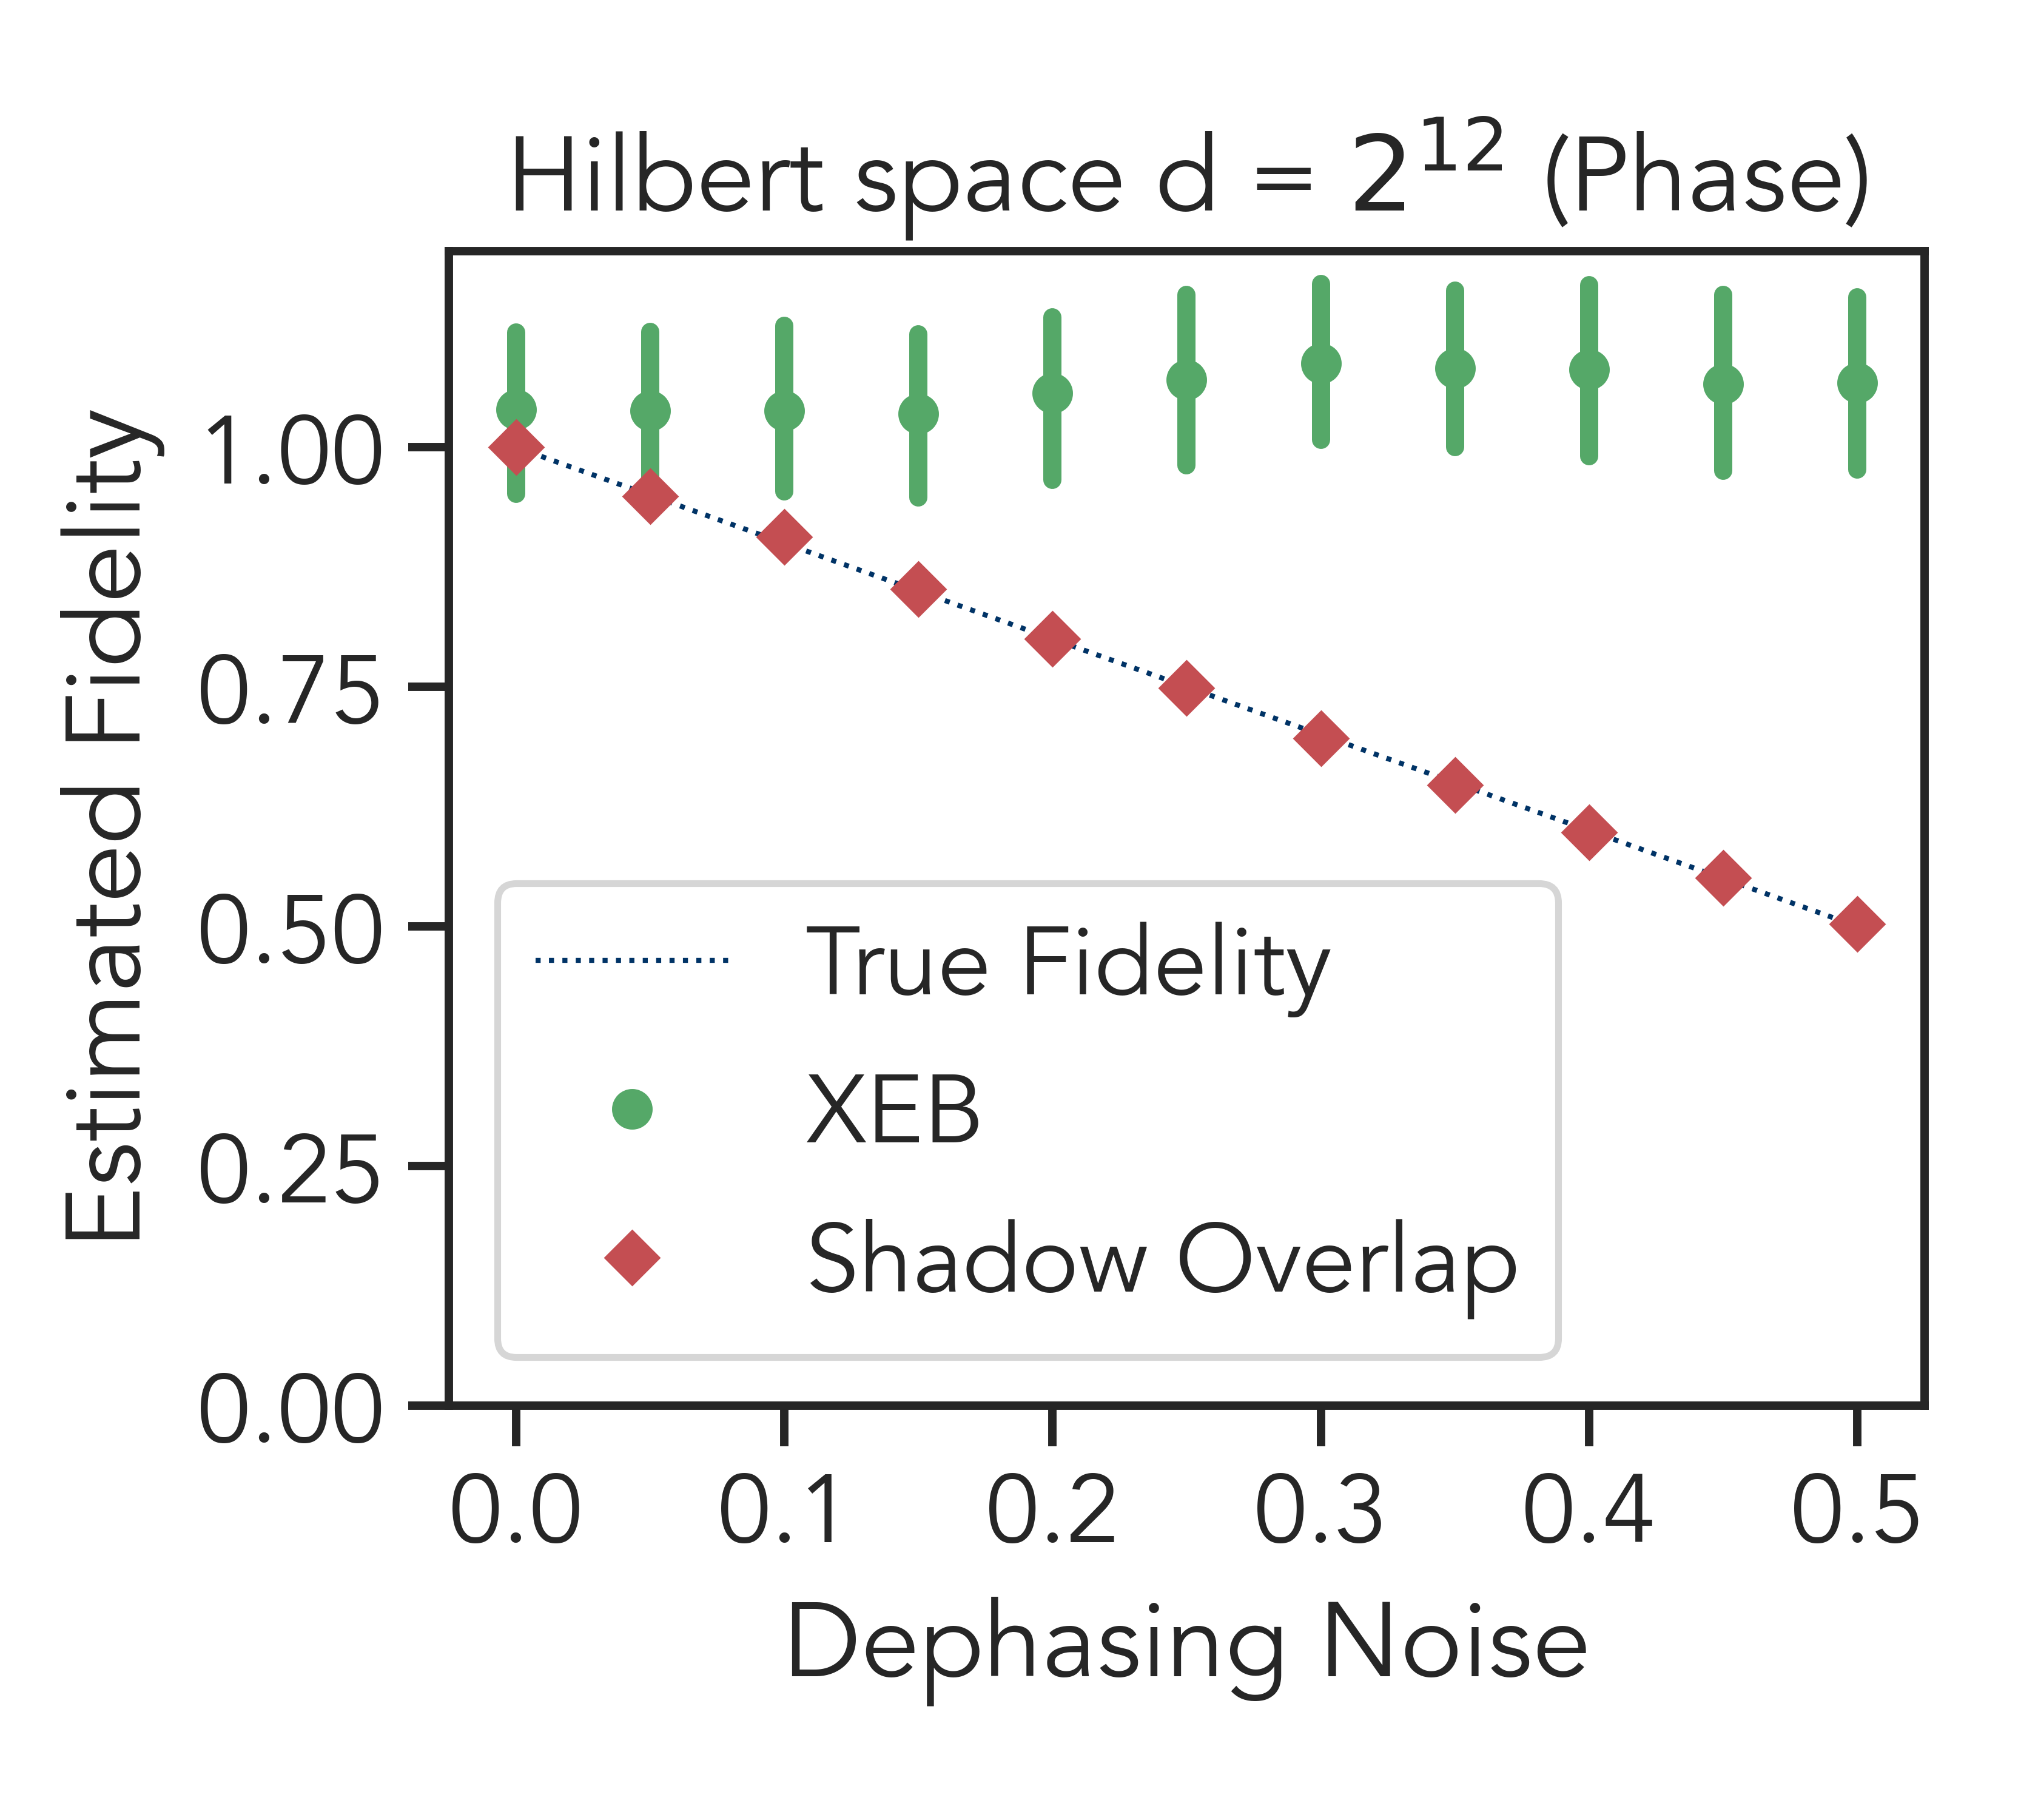 Hilbert space d = 2¹² (Phase)
Estimated Fidelity
1.00
0.75
0.50
0.25
0.00
True Fidelity
XEB
Shadow Overlap
0.0 0.1 0.2 0.3 0.4 0.5
Dephasing Noise